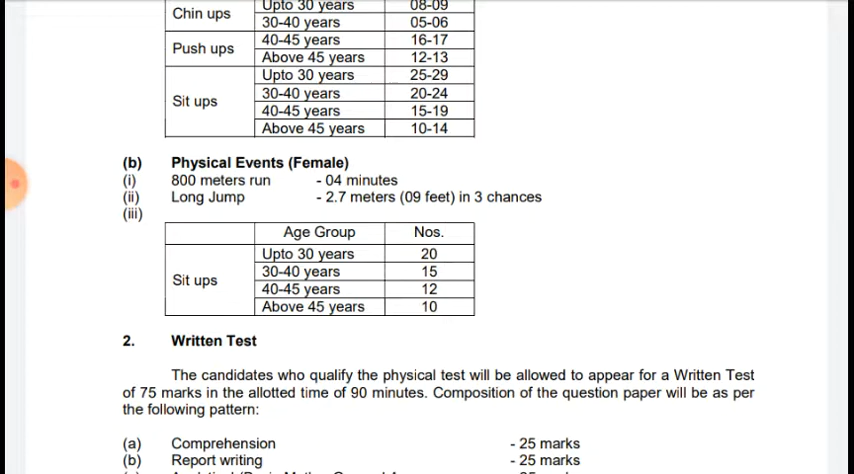 Chin ups Upto 30 years 08-09
30-40 years 05-06
Push ups 40-45 years 16-17
Above 45 years 12-13
Sit ups Upto 30 years 25-29
30-40 years 20-24
40-45 years 15-19
Above 45 years 10-14
(b) Physical Events (Female)
(i) 800 meters run - 04 minutes
(ii) Long Jump - 2.7 meters (09 feet) in 3 chances
(iii)
Age Group Nos.
Sit ups Upto 30 years 20
30-40 years 15
40-45 years 12
Above 45 years 10
2. Written Test
The candidates who qualify the physical test will be allowed to appear for a Written Test
of 75 marks in the allotted time of 90 minutes. Composition of the question paper will be as per
the following pattern:
(a) Comprehension - 25 marks
(b) Report writing - 25 marks